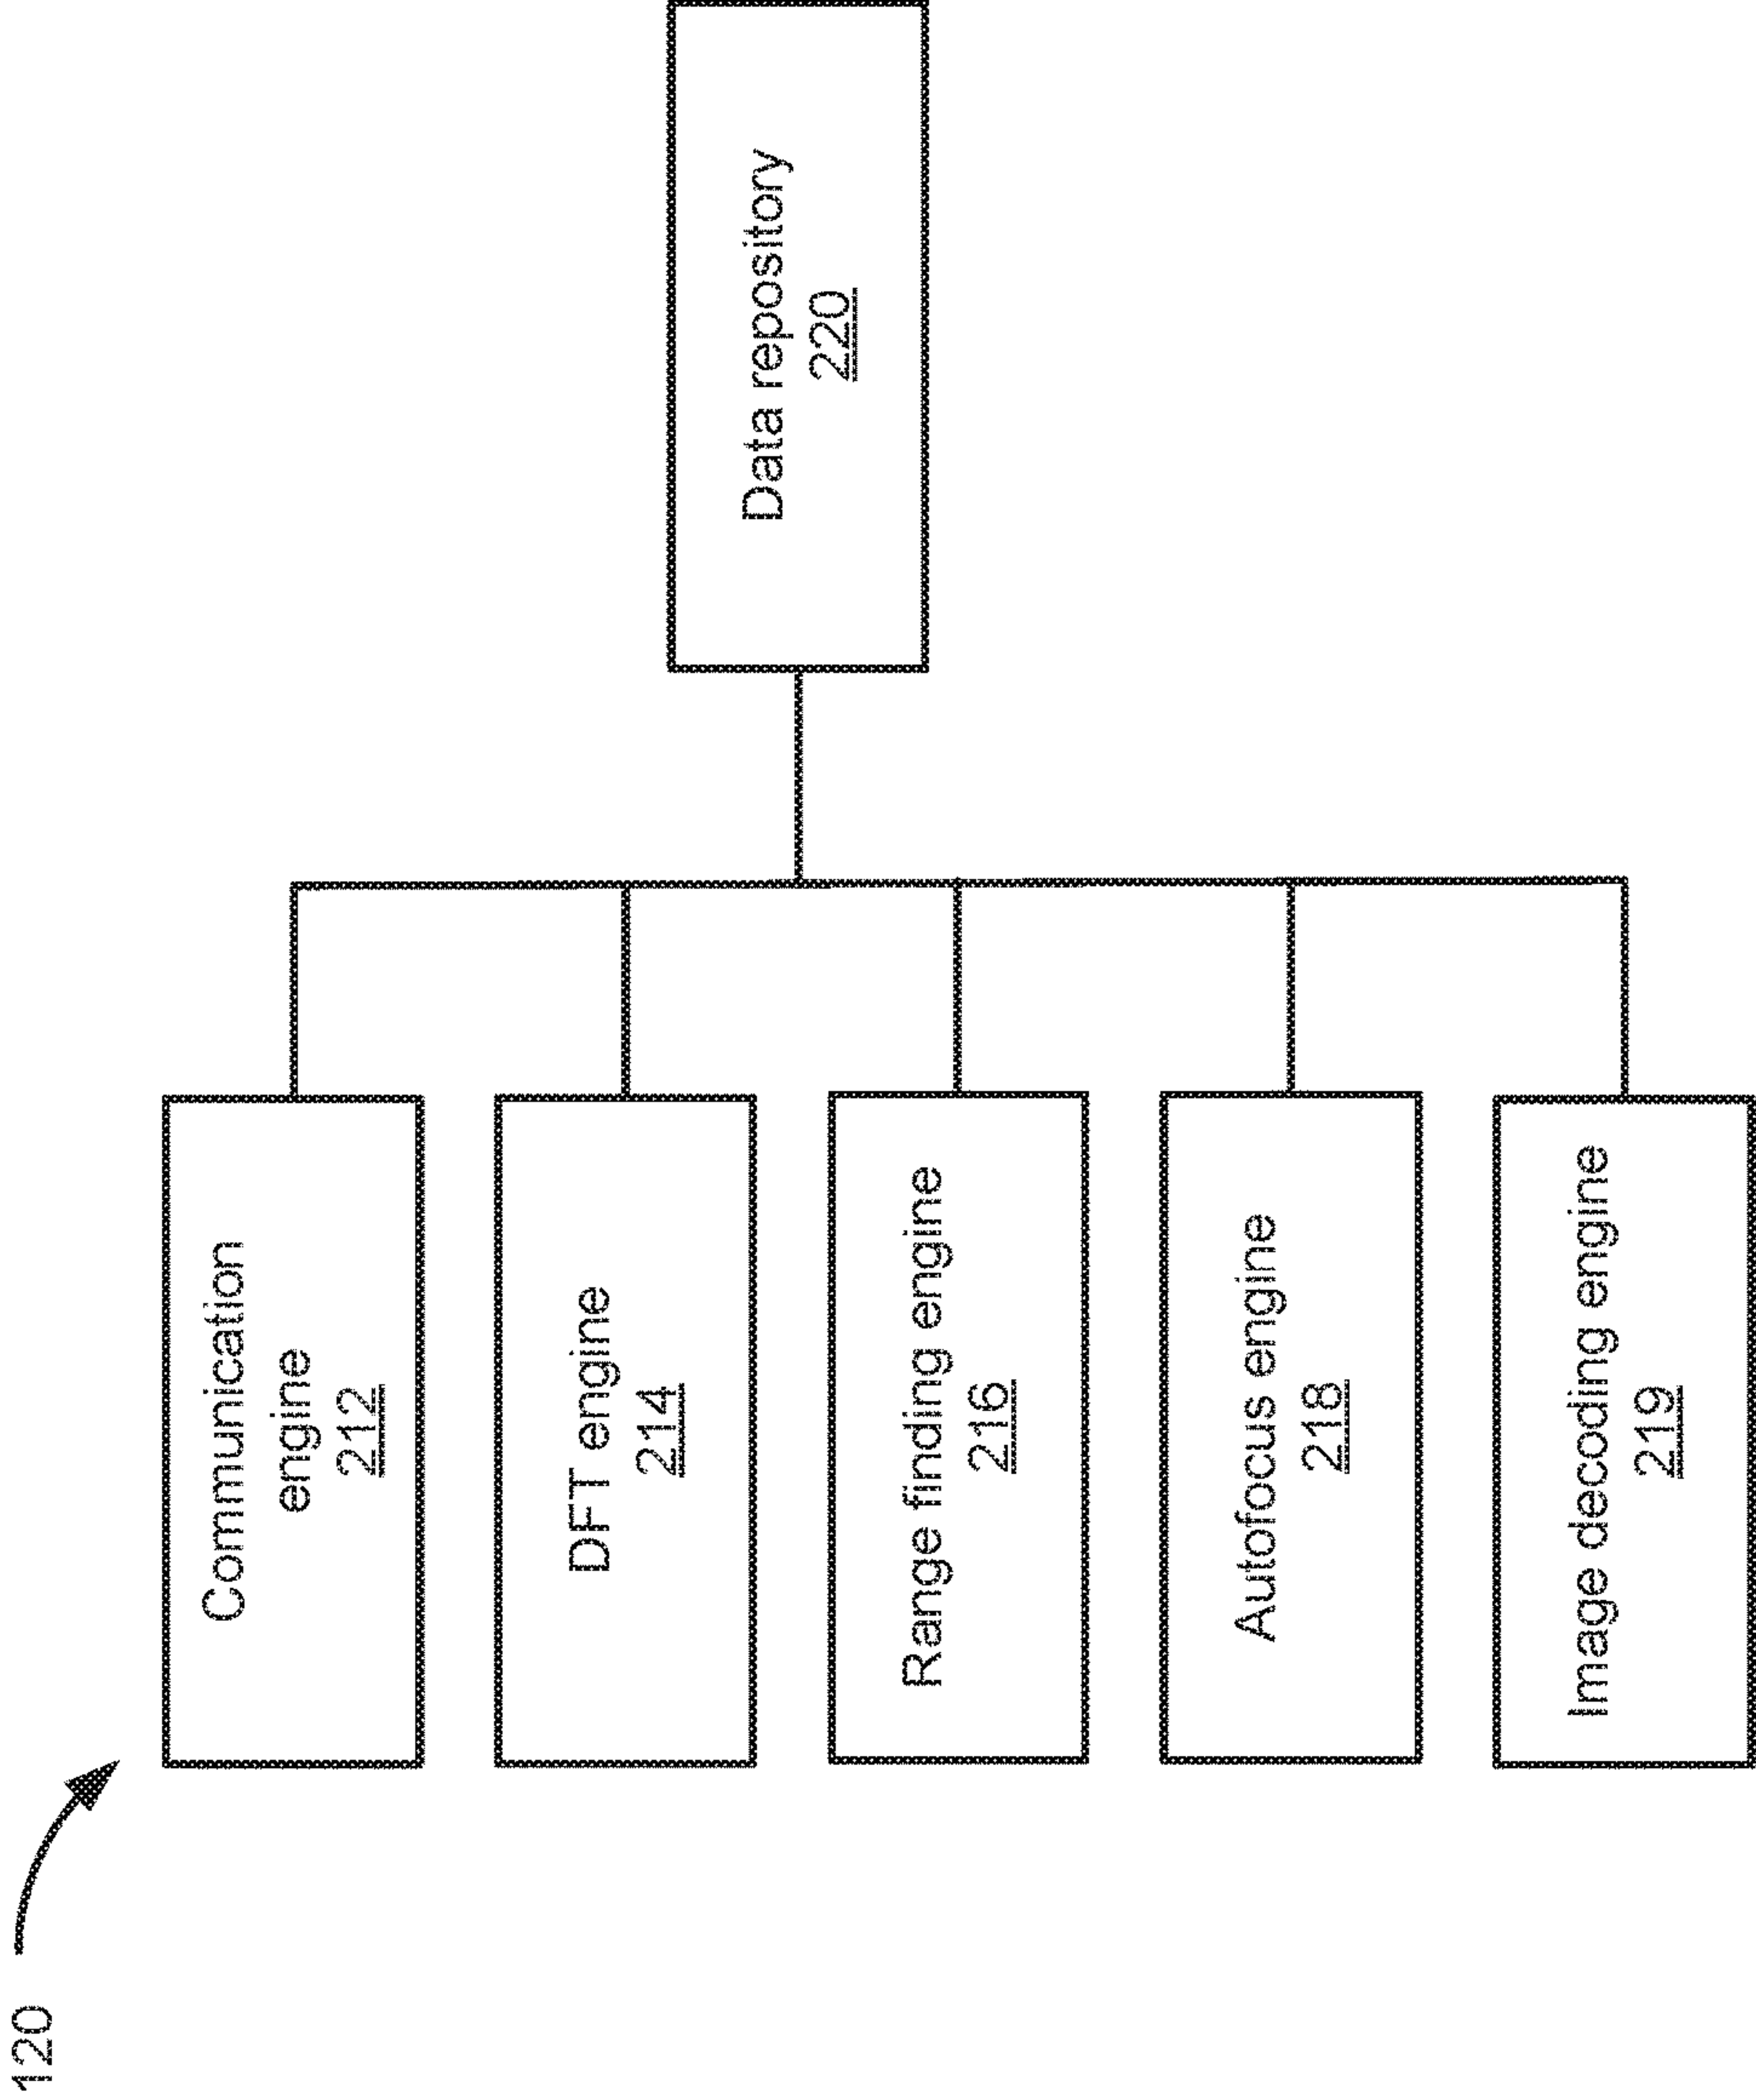 120
Communication
engine
212
DFT engine
214
Range finding engine
216
Autofocus engine
218
Image decoding engine
219
Data repository
220